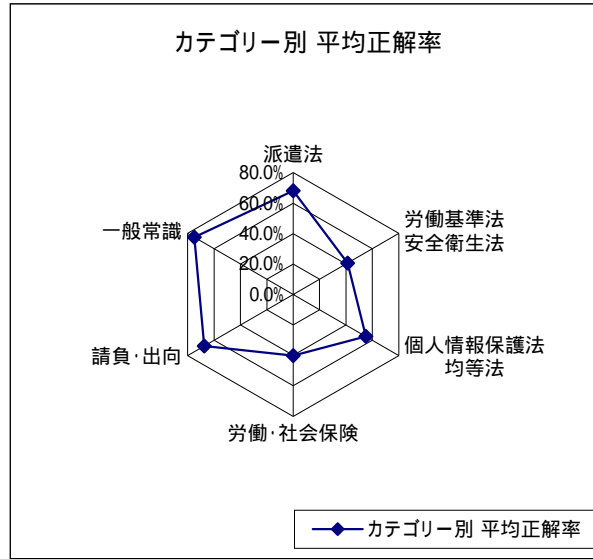 カテゴリー別 平均正解率
派遣法
80.0%
60.0%
40.0%
20.0%
0.0%
労働基準法
安全衛生法
個人情報保護法
均等法
労働・社会保険
請負・出向
一般常識
カテゴリー別 平均正解率